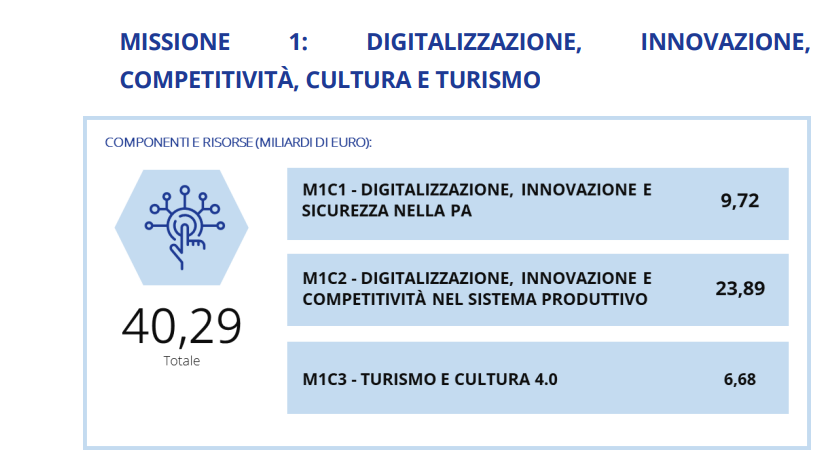 MISSIONE 1: DIGITALIZZAZIONE, INNOVAZIONE,
COMPETITIVITÀ, CULTURA E TURISMO
COMPONENTI E RISORSE (MILIARDI DI EURO):
40,29
Totale
M1C1 - DIGITALIZZAZIONE, INNOVAZIONE E
SICUREZZA NELLA PA
9,72
M1C2 - DIGITALIZZAZIONE, INNOVAZIONE E
COMPETITIVITÀ NEL SISTEMA PRODUTTIVO
23,89
M1C3 - TURISMO E CULTURA 4.0
6,68